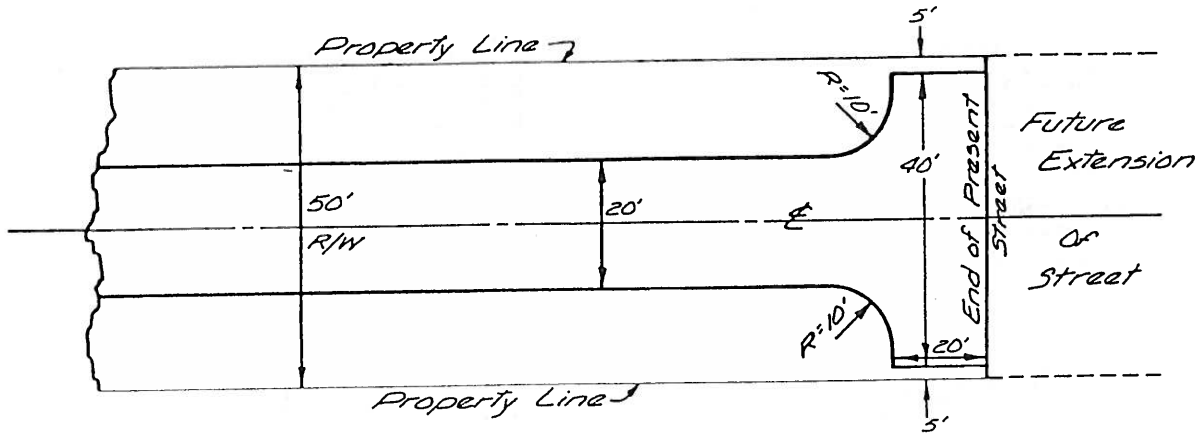 5'
Property Line
R=10'
Future
Extension
Of
Street
40'
End of Present
Street
50'
R/W
20'
℄
R=10'
20'
Property Line
5'